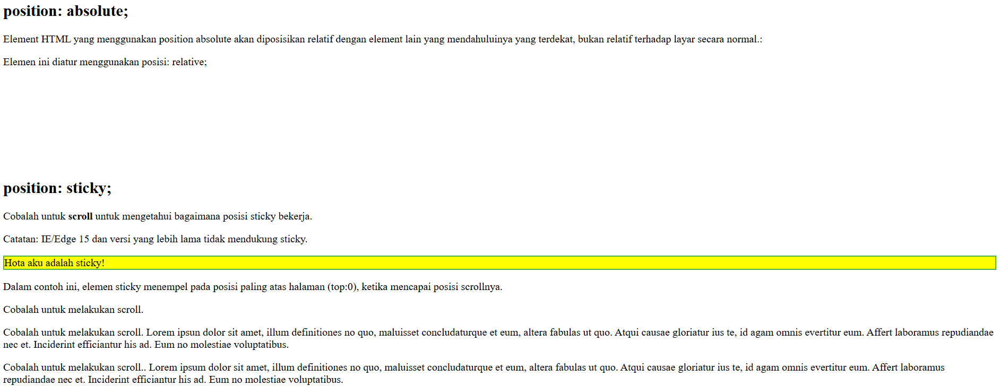 position: absolute;
Element HTML yang menggunakan position absolute akan diposisikan relatif dengan element lain yang mendahuluinya yang terdekat, bukan relatif terhadap layar secara normal.:
Elemen ini diatur menggunakan posisi: relative;
position: sticky;
Cobalah untuk scroll untuk mengetahui bagaimana posisi sticky bekerja.
Catatan: IE/Edge 15 dan versi yang lebih lama tidak mendukung sticky.
Hota aku adalah sticky!
Dalam contoh ini, elemen sticky menempel pada posisi paling atas halaman (top:0), ketika mencapai posisi scrollnya.
Cobalah untuk melakukan scroll.
Cobalah untuk melakukan scroll. Lorem ipsun dolor sit amet, illum definitiones no quo, maluisset concludaturque et eum, altera fabulas ut quo. Atqui causae gloriatur ius te, id agam omnis evertitur eum. Affert laboramus repudiandae
nec et. Inciderint efficiantur his ad. Eum no molestiae voluptatibus.
Cobalah untuk melakukan scroll.. Lorem ipsum dolor sit amet, illum definitiones no quo, maluisset concludaturque et eum, altera fabulas ut quo. Atqui causae gloriatur ius te, id agam omnis evertitur eum. Affert laboramus
repudiandae nec et. Inciderint efficiantur his ad. Eum no molestiae voluptatibus.